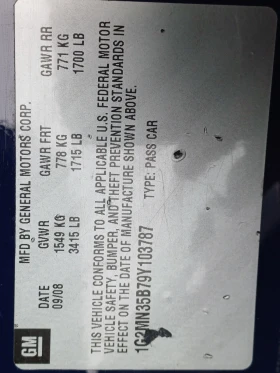 GM
MFD BY GENERAL MOTORS CORP.
DATE GVWR GAWR FRT GAWR RR
09/08 1549 KG 778 KG 771 KG
3415 LB 1715 LB 1700 LB
THIS VEHICLE CONFORMS TO ALL APPLICABLE U.S. FEDERAL MOTOR
VEHICLE SAFETY, BUMPER, AND THEFT PREVENTION STANDARDS IN
EFFECT ON THE DATE OF MANUFACTURE SHOWN ABOVE.
1G2MN35B79Y103787 TYPE: PASS CAR